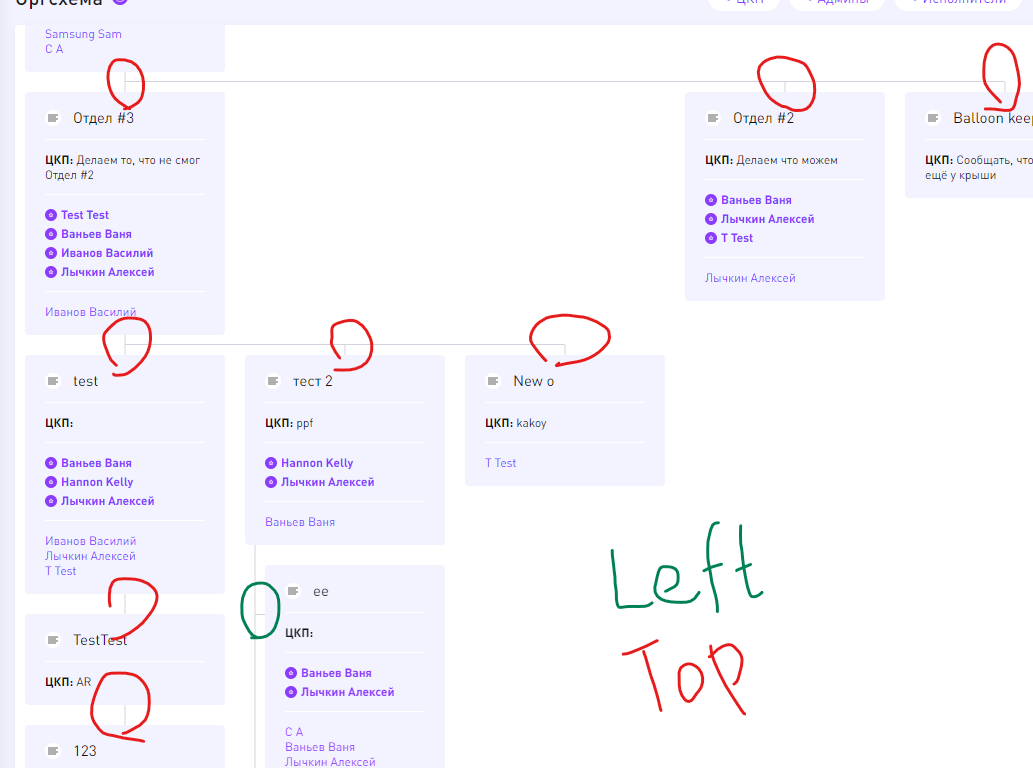 Оргсхема
ЦКП
Админы
Исполнители
Samsung Sam
C A
Отдел #3
ЦКП: Делаем то, что не смог
Отдел #2
Test Test
Ваньев Ваня
Иванов Василий
Лычкин Алексей
Иванов Василий
Отдел #2
ЦКП: Делаем что можем
Ваньев Ваня
Лычкин Алексей
T Test
Лычкин Алексей
Balloon kee
ЦКП: Сообщать, что
ещё у крыши
test
ЦКП:
Ваньев Ваня
Hannon Kelly
Лычкин Алексей
Иванов Василий
Лычкин Алексей
T Test
тест 2
ЦКП: ppf
Hannon Kelly
Лычкин Алексей
Ваньев Ваня
New o
ЦКП: kakoy
T Test
TestTest
ЦКП: AR
123
ee
ЦКП:
Ваньев Ваня
Лычкин Алексей
C A
Ваньев Ваня
Лычкин Алексей
Left
Top